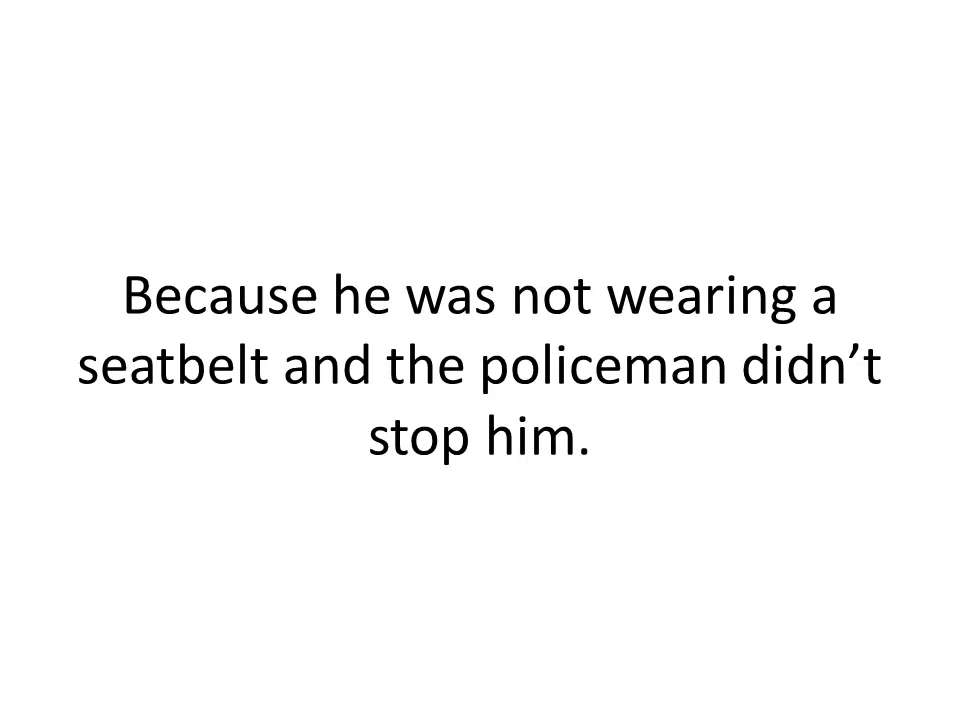 Because he was not wearing a
seatbelt and the policeman didn’t
stop him.